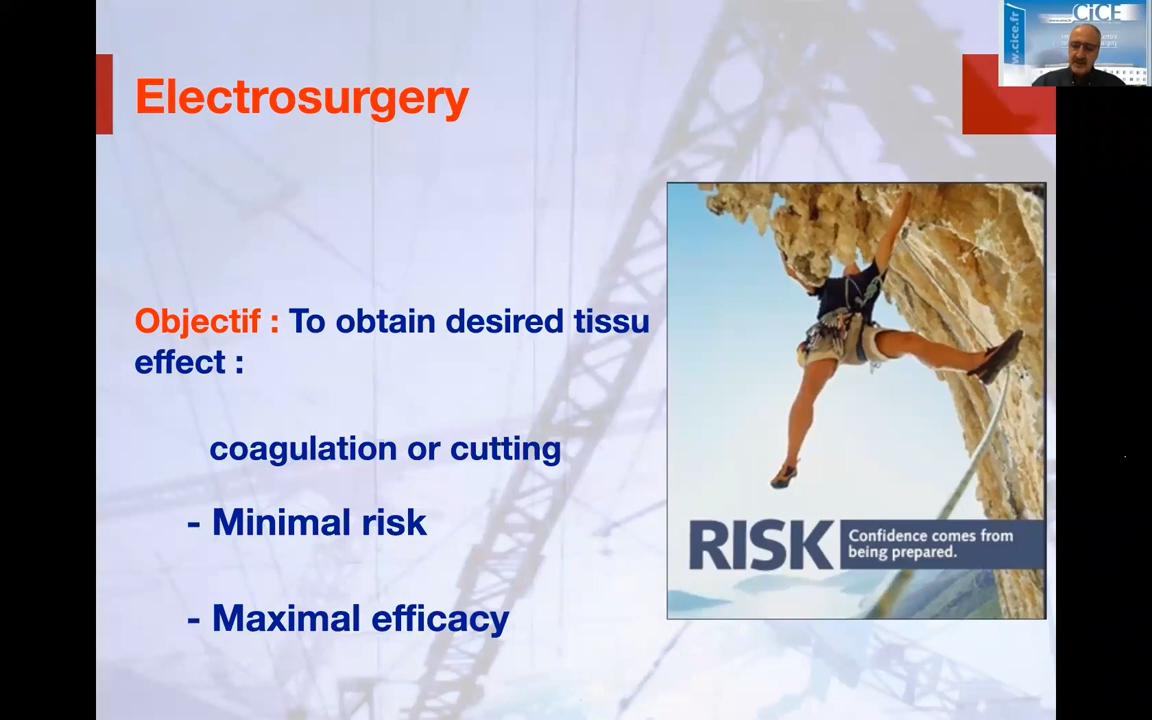 CiCE
www.cice.fr
Electrosurgery
Objectif : To obtain desired tissu
effect :
coagulation or cutting
- Minimal risk
- Maximal efficacy
RISK
Confidence comes from
being prepared.